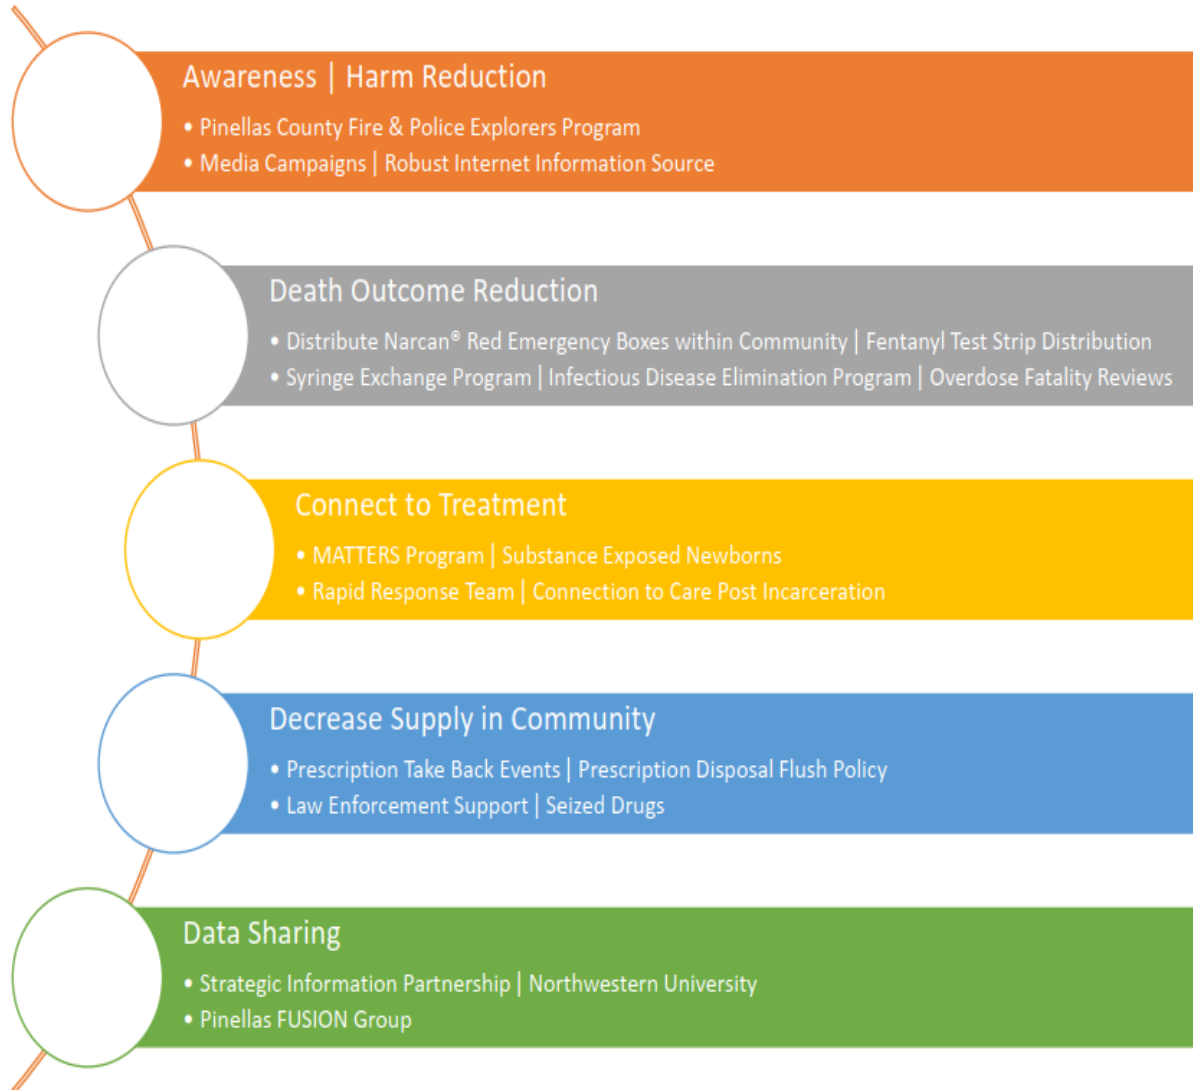 Awareness | Harm Reduction
• Pinellas County Fire & Police Explorers Program
• Media Campaigns | Robust Internet Information Source
Death Outcome Reduction
• Distribute Narcan® Red Emergency Boxes within Community | Fentanyl Test Strip Distribution
• Syringe Exchange Program | Infectious Disease Elimination Program | Overdose Fatality Reviews
Connect to Treatment
• MATTERS Program | Substance Exposed Newborns
• Rapid Response Team | Connection to Care Post Incarceration
Decrease Supply in Community
• Prescription Take Back Events | Prescription Disposal Flush Policy
• Law Enforcement Support | Seized Drugs
Data Sharing
• Strategic Information Partnership | Northwestern University
• Pinellas FUSION Group